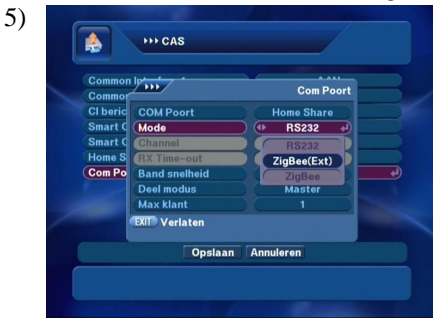 5)
CAS
Common
Common
Com Poort
CI beric
COM Poort Home Share
Smart C
Mode RS232
Smart C
Channel RS232
Home S
RX Time-out ZigBee(Ext)
Com Po
Band snelheid ZigBee
Deel modus Master
Max klant 1
EXIT Verlaten
Opslaan Annuleren